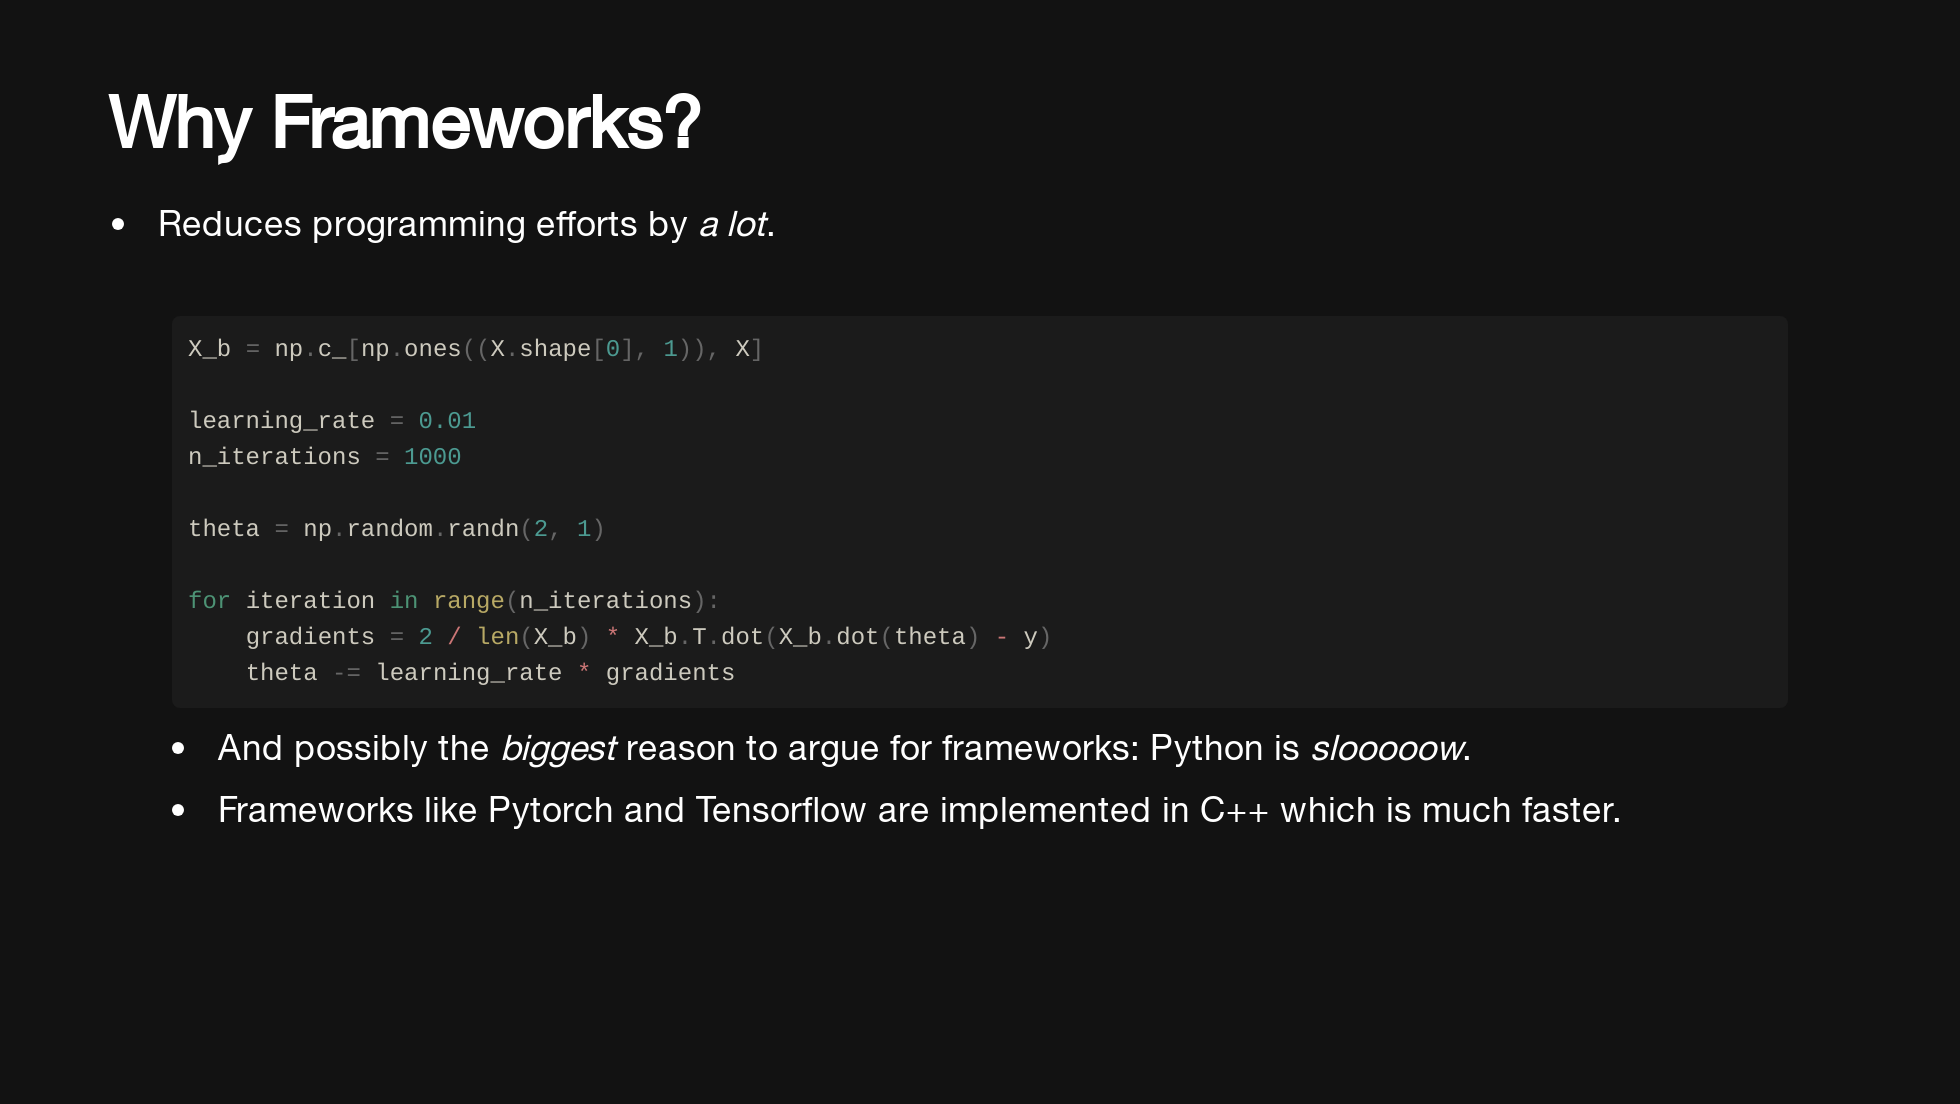 Why Frameworks?
• Reduces programming efforts by a lot.
X_b = np.c_[np.ones((X.shape[0], 1)), X]
learning_rate = 0.01
n_iterations = 1000
theta = np.random.randn(2, 1)
for iteration in range(n_iterations):
    gradients = 2 / len(X_b) * X_b.T.dot(X_b.dot(theta) - y)
    theta -= learning_rate * gradients
• And possibly the biggest reason to argue for frameworks: Python is slooooow.
• Frameworks like Pytorch and Tensorflow are implemented in C++ which is much faster.